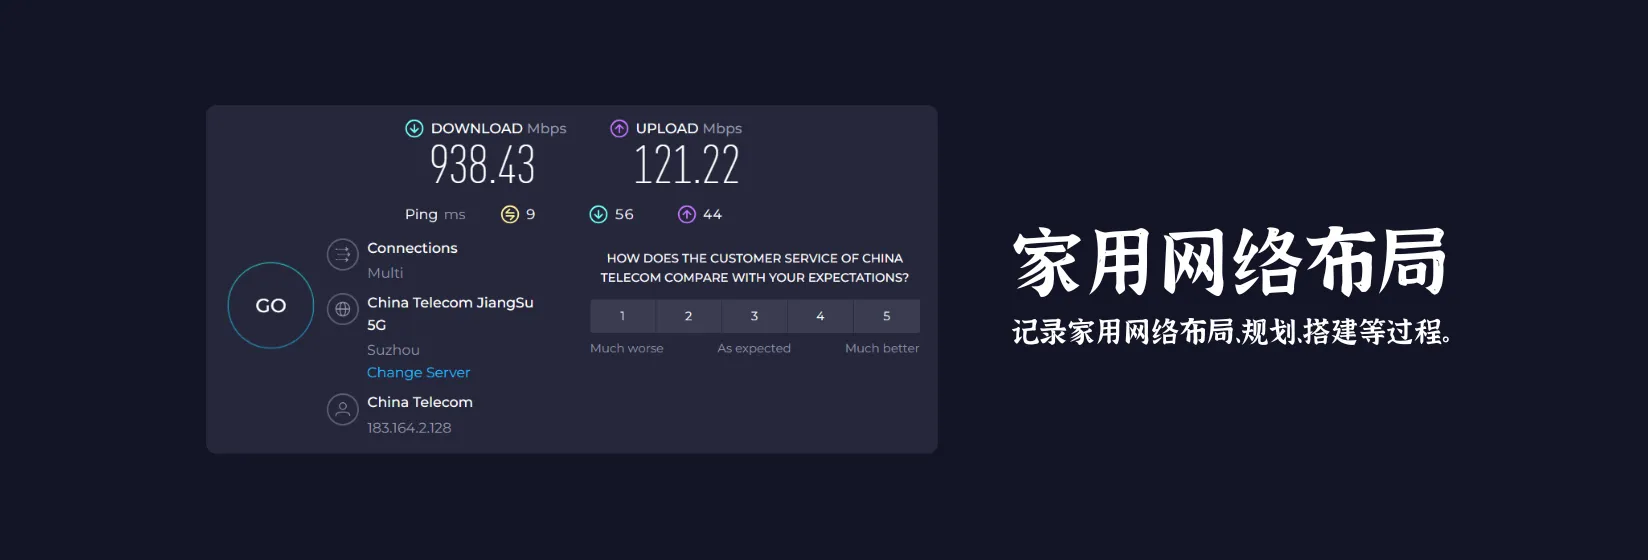 DOWNLOAD Mbps
938.43
UPLOAD Mbps
121.22
Ping ms 9 56 44
GO
Connections
Multi
China Telecom JiangSu
5G
Suzhou
Change Server
China Telecom
183.164.2.128
HOW DOES THE CUSTOMER SERVICE OF CHINA
TELECOM COMPARE WITH YOUR EXPECTATIONS?
1 2 3 4 5
Much worse As expected Much better
家用网络布局
记录家用网络布局、规划、搭建等过程。